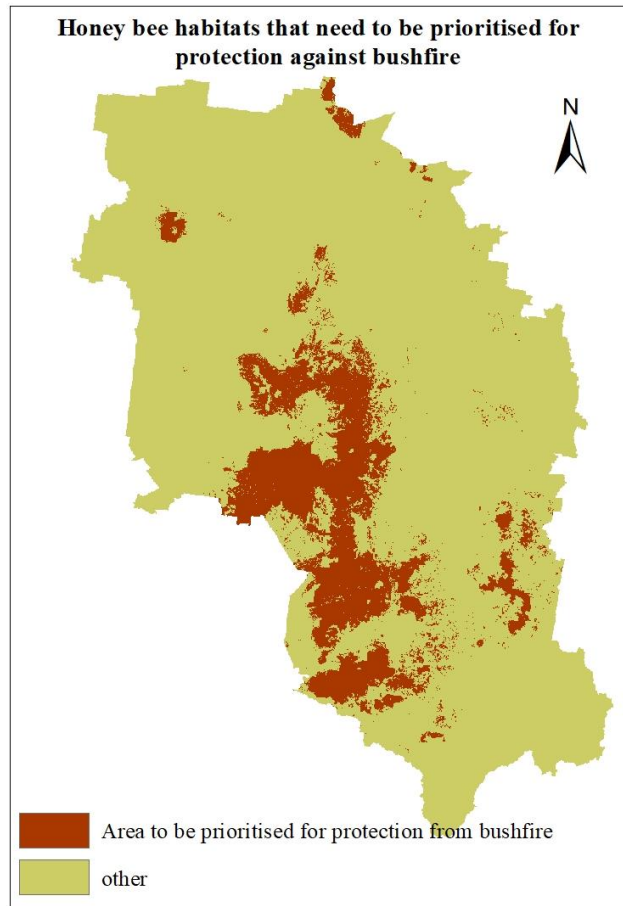 Honey bee habitats that need to be prioritised for
protection against bushfire
N
Area to be prioritised for protection from bushfire
other